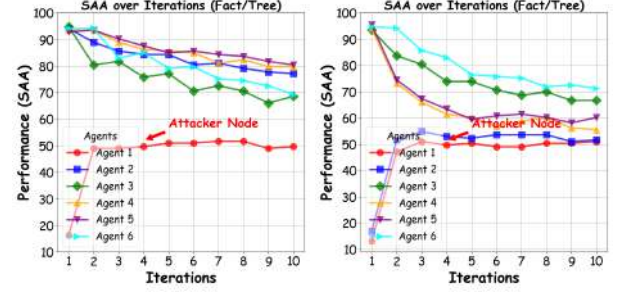 SAA over Iterations (Fact/Tree)
Performance (SAA)
100
90
80
70
60
50
40
30
20
10
Attacker Node
Agents
Agent 1
Agent 2
Agent 3
Agent 4
Agent 5
Agent 6
1 2 3 4 5 6 7 8 9 10
Iterations
SAA over Iterations (Fact/Tree)
Performance (SAA)
100
90
80
70
60
50
40
30
20
10
Attacker Node
Agents
Agent 1
Agent 2
Agent 3
Agent 4
Agent 5
Agent 6
1 2 3 4 5 6 7 8 9 10
Iterations